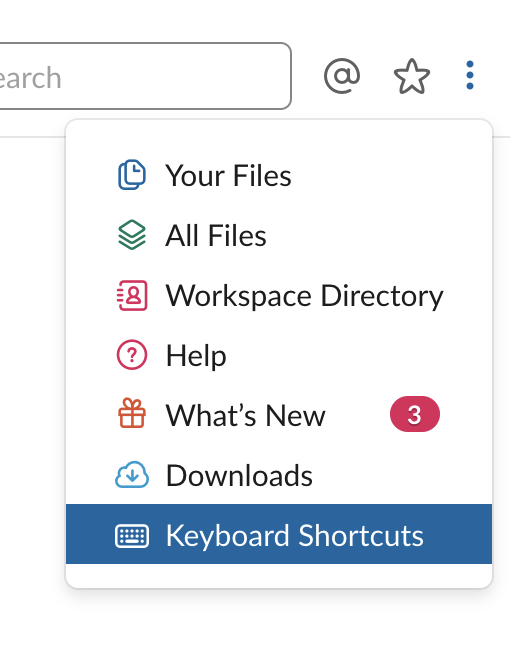 earch
Your Files
All Files
Workspace Directory
Help
What’s New 3
Downloads
Keyboard Shortcuts